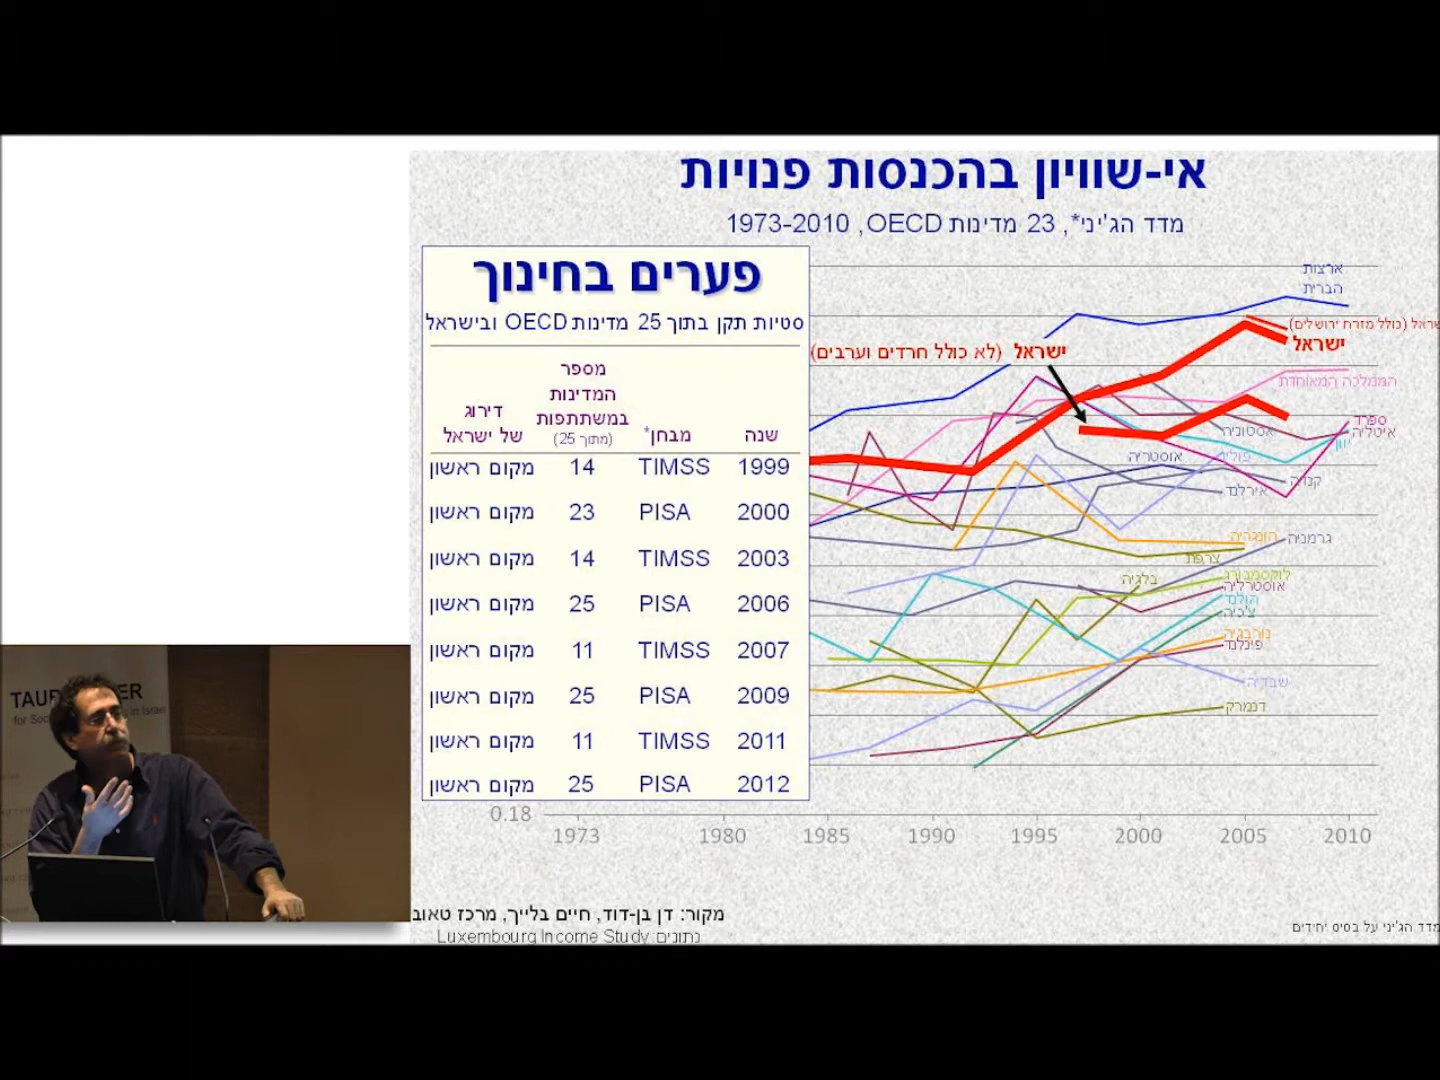 אי-שוויון בהכנסות פנויות
מדד הג'יני*, 23 מדינות OECD, 1973-2010
פערים בחינוך
סטיות תקן בתוך 25 מדינות OECD ובישראל
שנה מבחן* מספר המדינות במשתתפות (מתוך 25) דירוג של ישראל
1999 TIMSS 14 מקום ראשון
2000 PISA 23 מקום ראשון
2003 TIMSS 14 מקום ראשון
2006 PISA 25 מקום ראשון
2007 TIMSS 11 מקום ראשון
2009 PISA 25 מקום ראשון
2011 TIMSS 11 מקום ראשון
2012 PISA 25 מקום ראשון
ארצות
הברית
(כולל מזרח ירושלים)
ישראל
ישראל (לא כולל חרדים וערבים)
הממלכה המאוחדת
ספרד
איטליה
יוון
אסטוניה
פולין
אוסטריה
קנדה
אירלנד
הונגריה
גרמניה
צרפת
בלגיה
לוקסמבורג
אוסטרליה
הולנד
צ'כיה
נורבגיה
פינלנד
שבדיה
דנמרק
0.18
1973 1980 1985 1990 1995 2000 2005 2010
מקור: דן בן-דוד, חיים בלייך, מרכז טאוב
נתונים: Luxembourg Income Study
מדד הג'יני על בסיס יחידים
TAUB
for Soc
in Israel